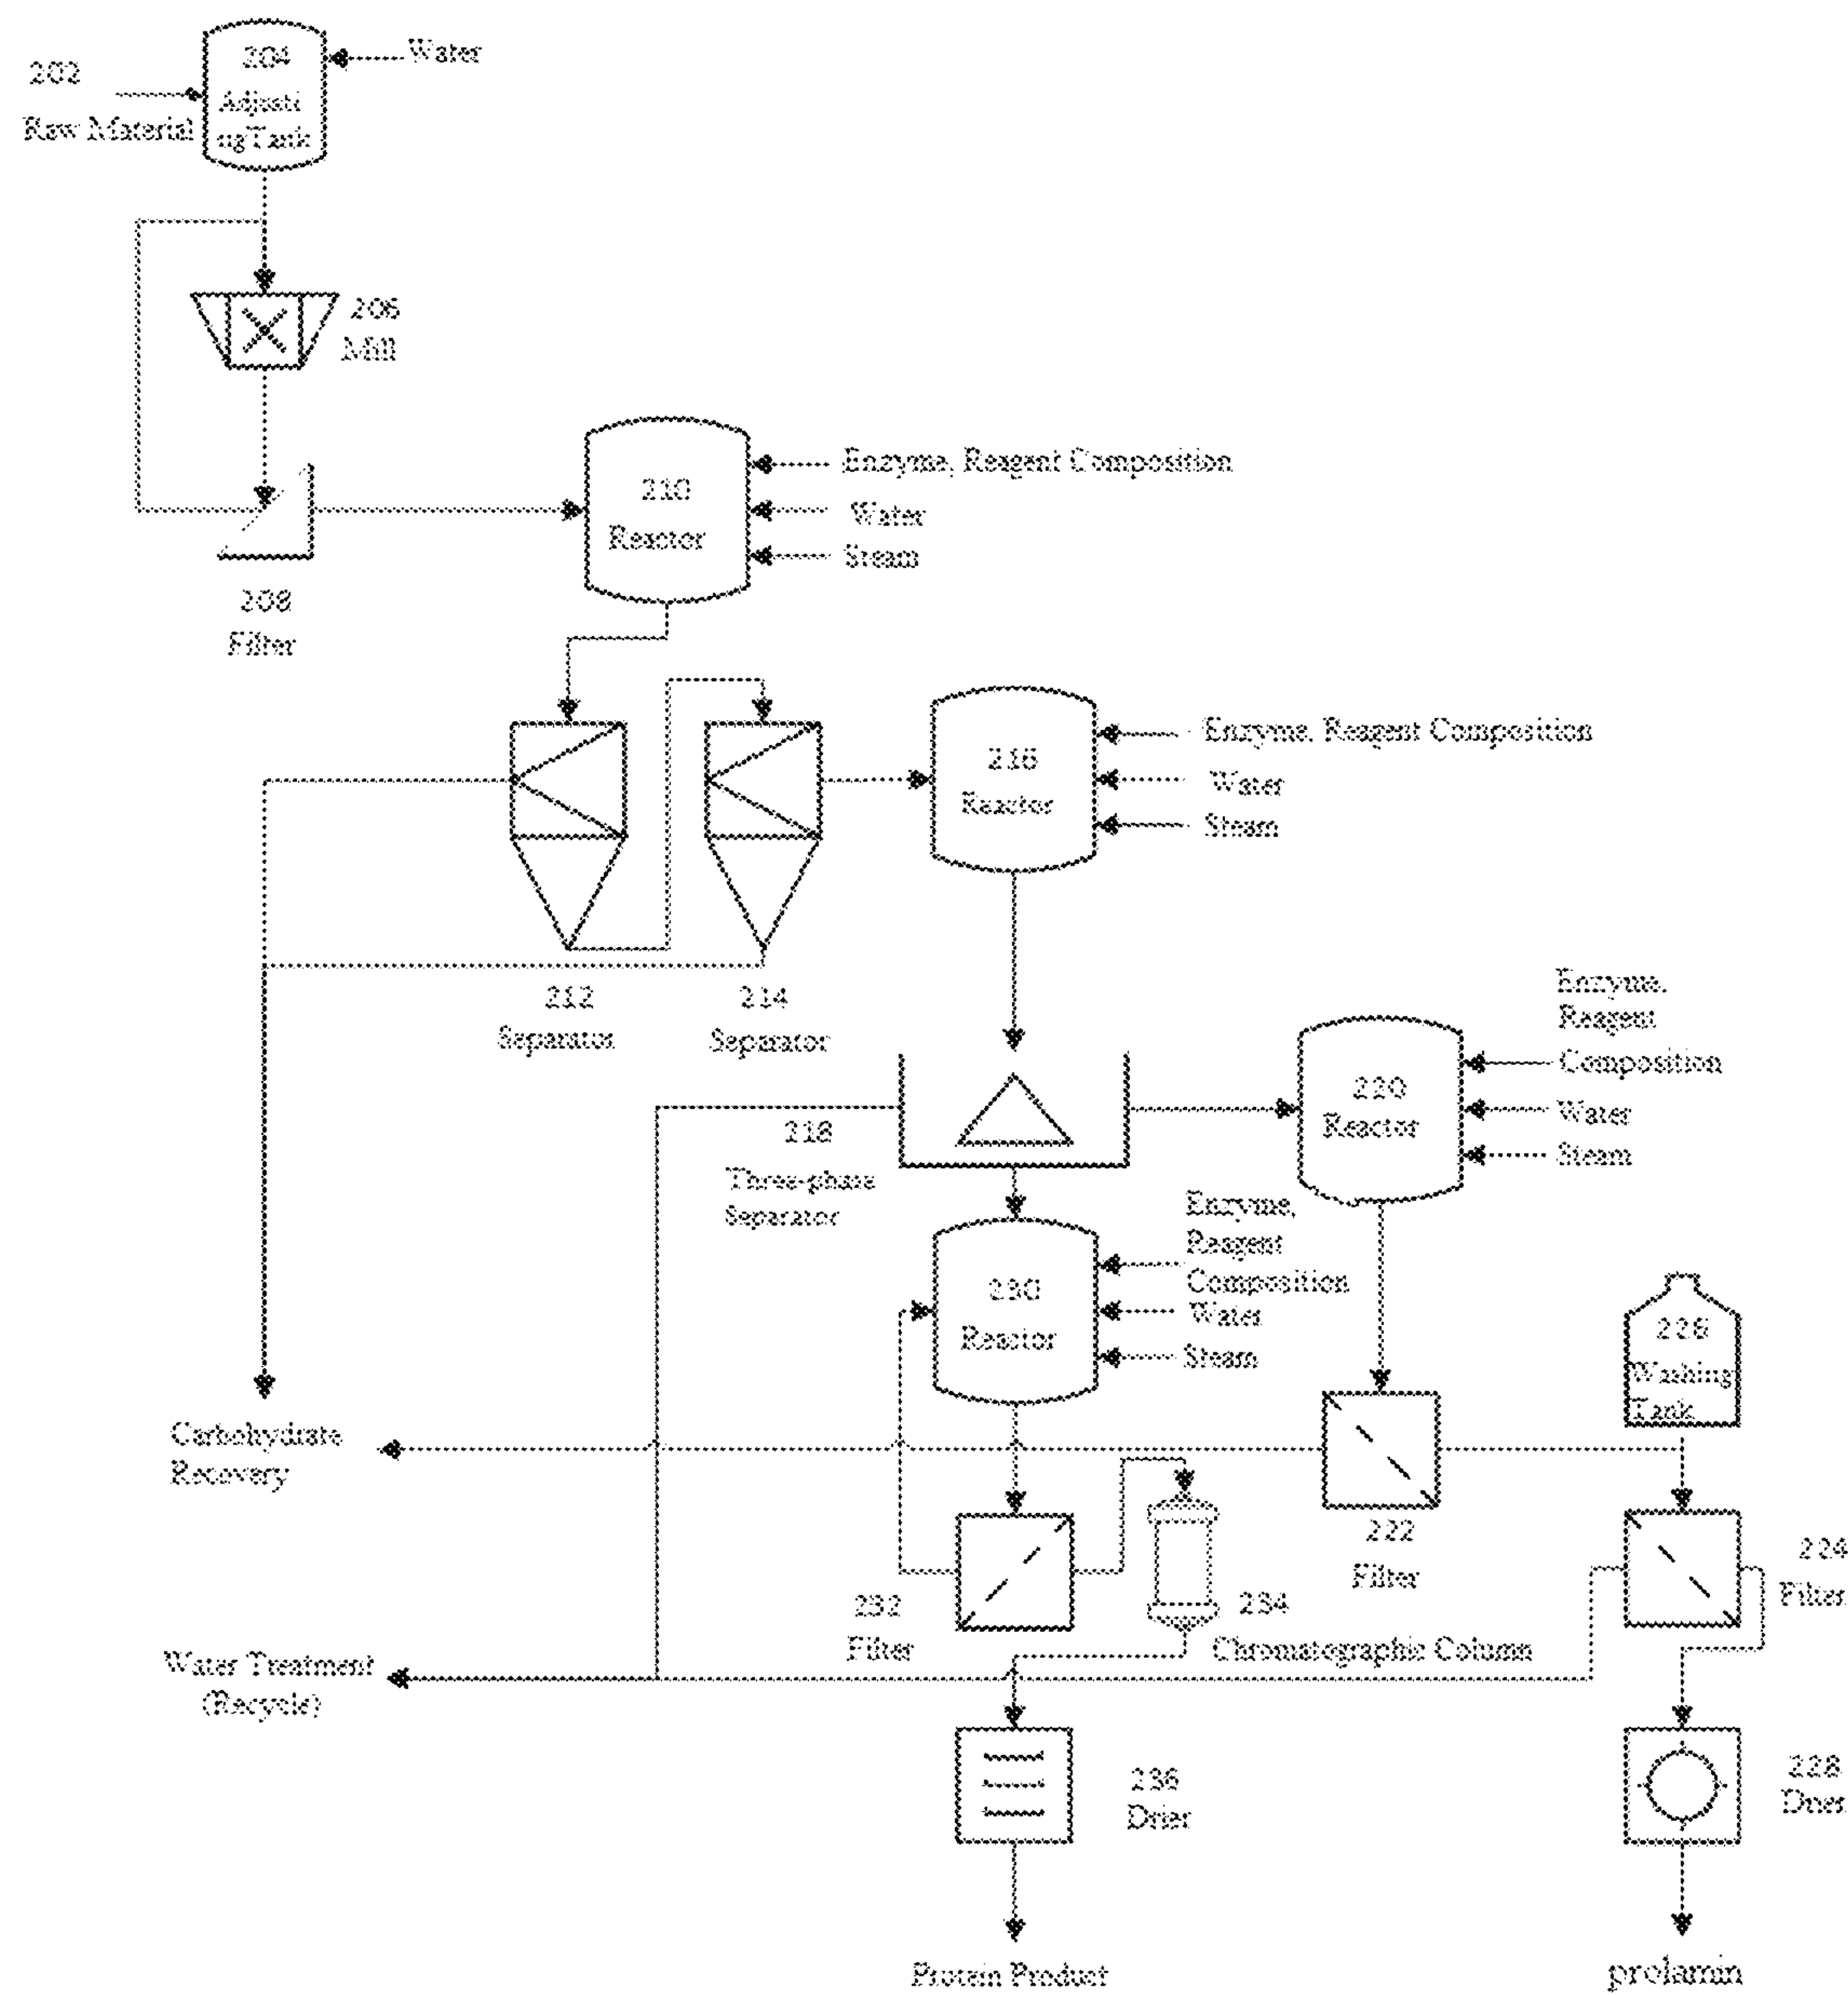 204
Water
202
Adjusti
ngTank
Raw Material
206
Mill
Enzyme, Reagent Composition
210
Water
Reactor
Steam
208
Filter
Enzyme, Reagent Composition
216
Water
Reactor
Steam
212
Separator
214
Separator
Enzyme,
Reagent
Composition
220
Water
Reactor
Steam
218
Three-phase
Separator
Enzyme,
Reagent
Composition
230
Water
Reactor
Steam
226
Washing
Tank
Carbohydrate
Recovery
222
Filter
224
Filter
232
Filter
234
Chromatographic Column
Water Treatment
(Recycle)
236
Drier
228
Drier
Protein Product
prolamin